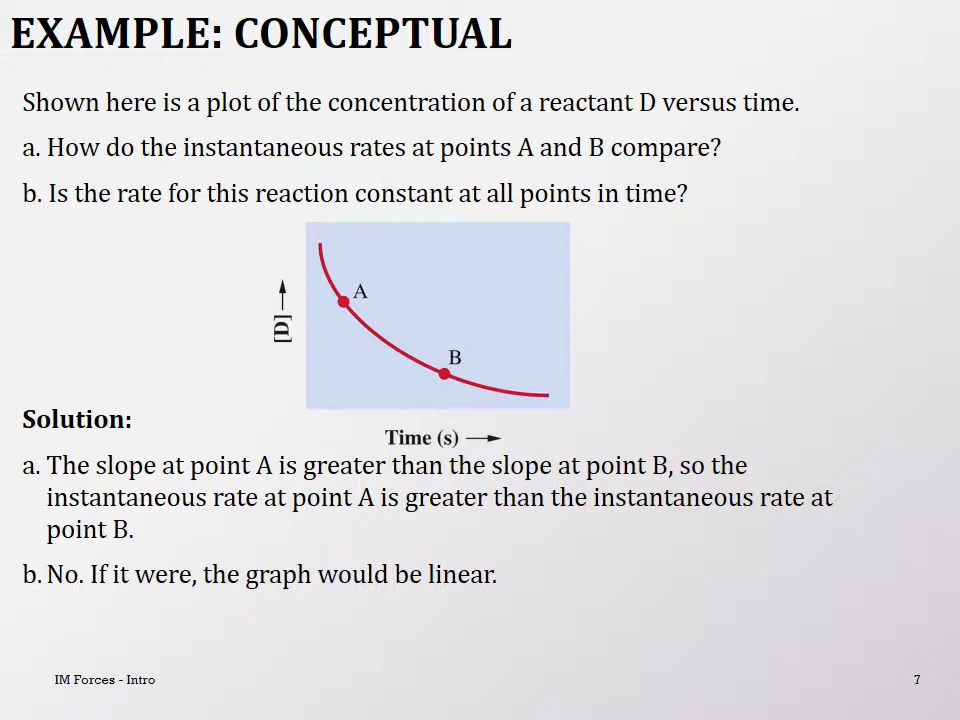 EXAMPLE: CONCEPTUAL
Shown here is a plot of the concentration of a reactant D versus time.
a. How do the instantaneous rates at points A and B compare?
b. Is the rate for this reaction constant at all points in time?
A
[D]
B
Time (s)
Solution:
a. The slope at point A is greater than the slope at point B, so the
instantaneous rate at point A is greater than the instantaneous rate at
point B.
b. No. If it were, the graph would be linear.
IM Forces - Intro
7